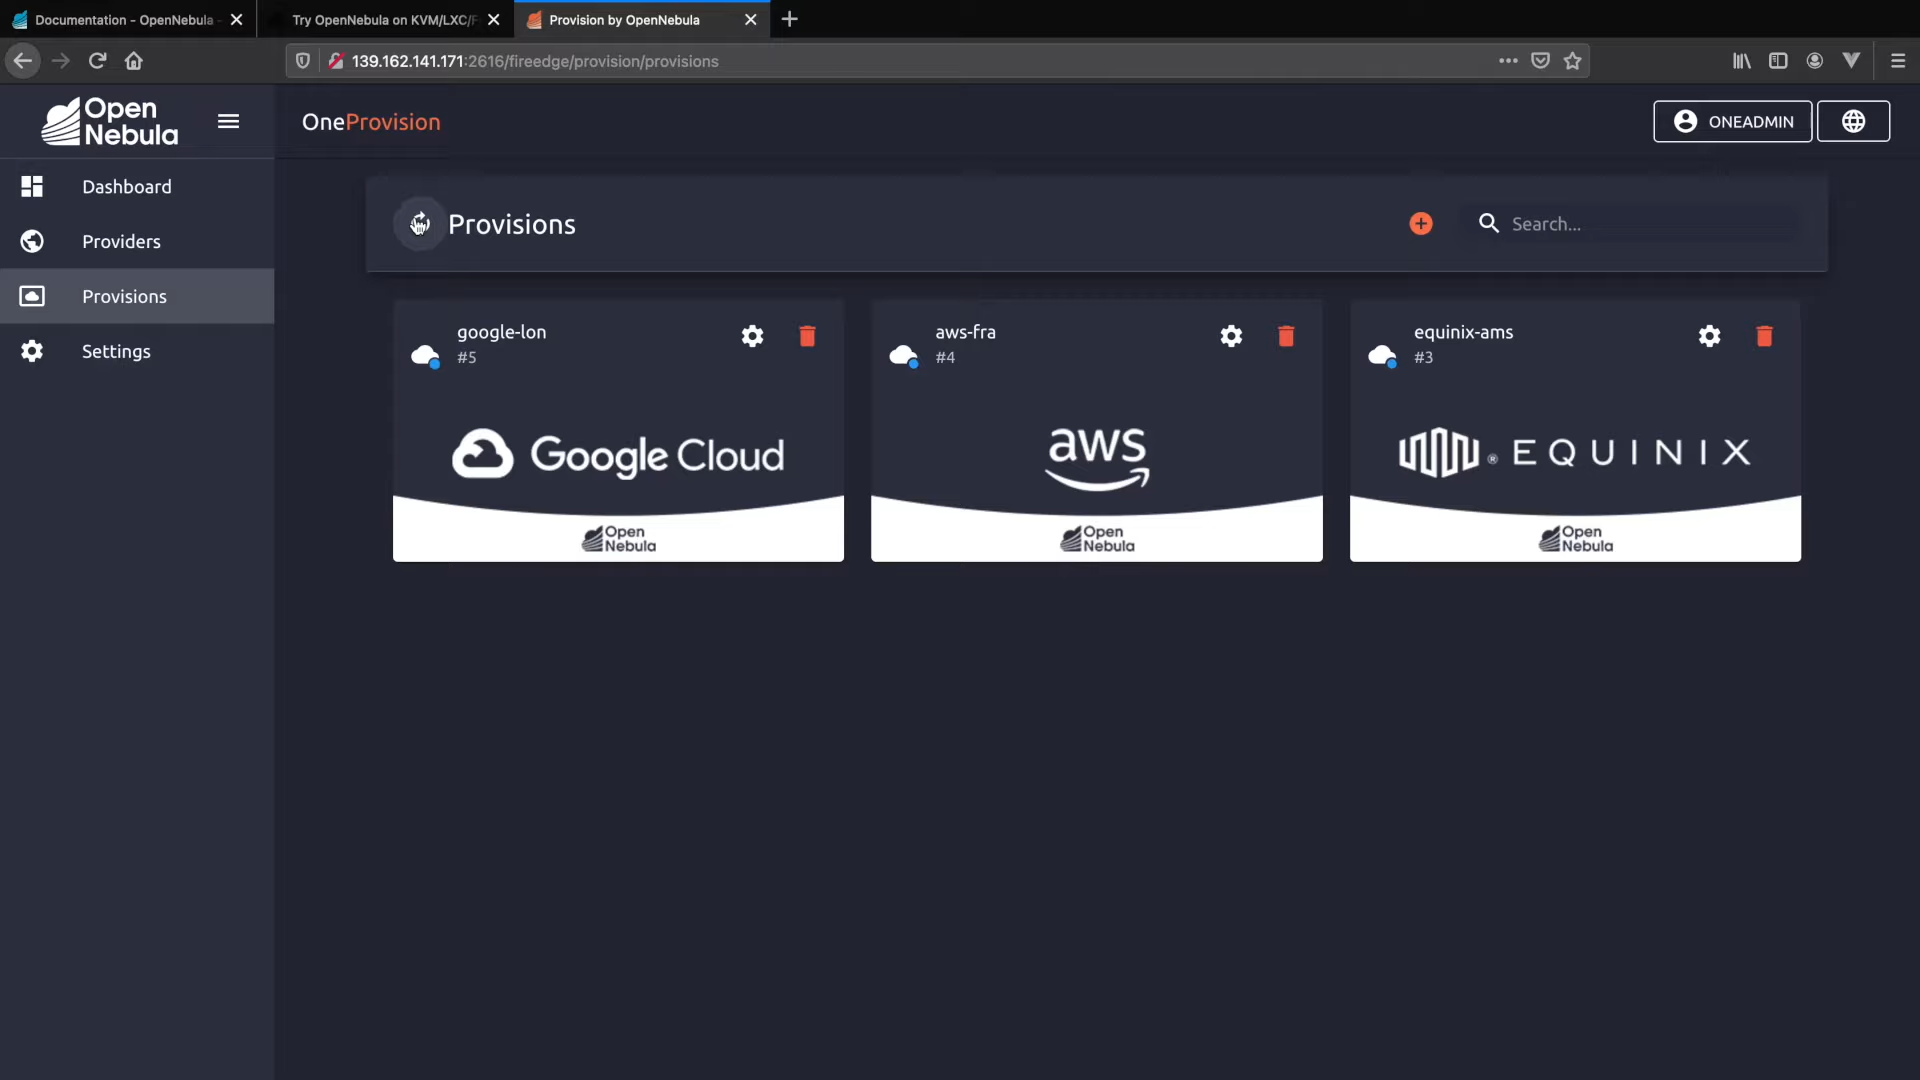 Documentation - OpenNebula -
Try OpenNebula on KVM/LXC/F
Provision by OpenNebula
139.162.141.171:2616/fireedge/provision/provisions
Open
Nebula
OneProvision
ONEADMIN
Dashboard
Providers
Provisions
Settings
Provisions
Search...
google-lon
#5
Google Cloud
Open
Nebula
aws-fra
#4
aws
Open
Nebula
equinix-ams
#3
® EQUINIX
Open
Nebula